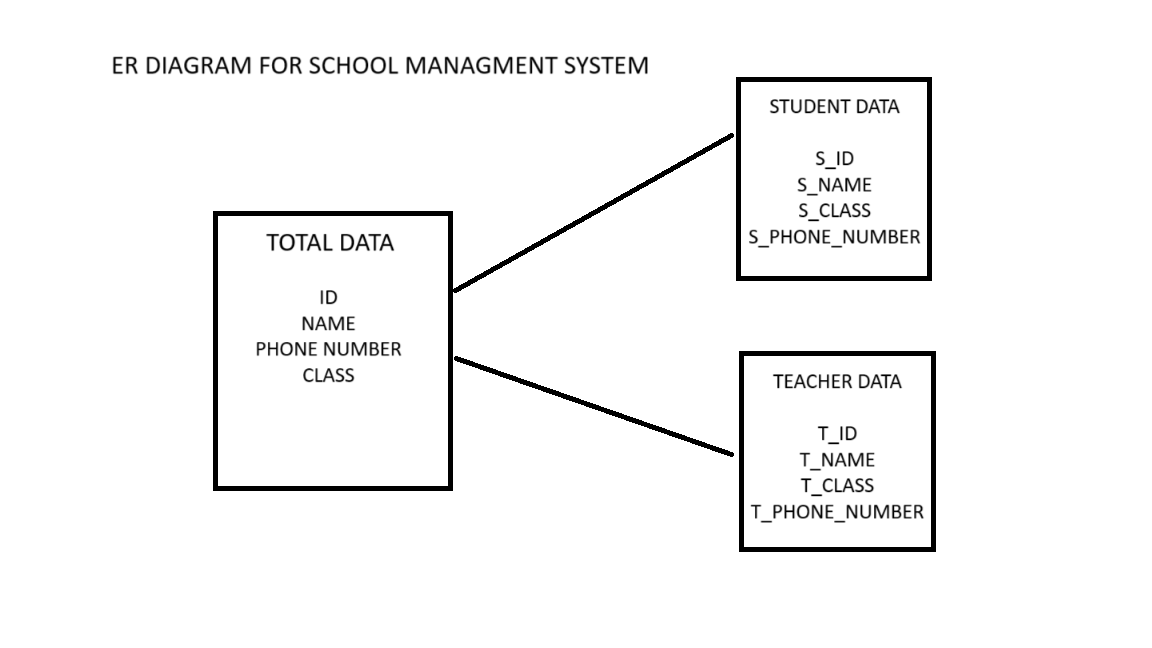 ER DIAGRAM FOR SCHOOL MANAGMENT SYSTEM
TOTAL DATA
ID
NAME
PHONE NUMBER
CLASS
STUDENT DATA
S_ID
S_NAME
S_CLASS
S_PHONE_NUMBER
TEACHER DATA
T_ID
T_NAME
T_CLASS
T_PHONE_NUMBER